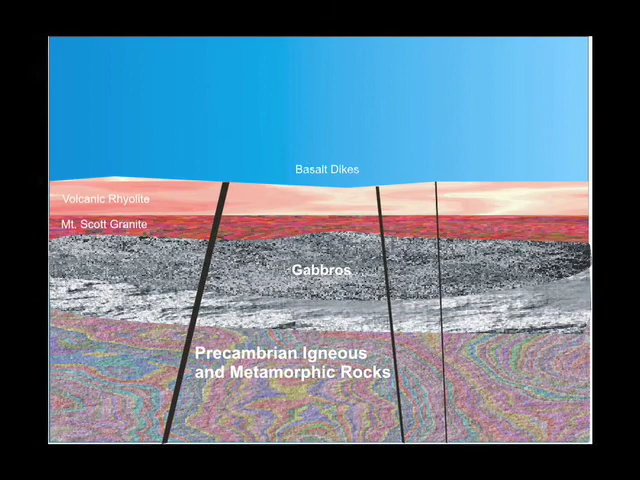 Basalt Dikes
Volcanic Rhyolite
Mt. Scott Granite
Gabbros
Precambrian Igneous
and Metamorphic Rocks